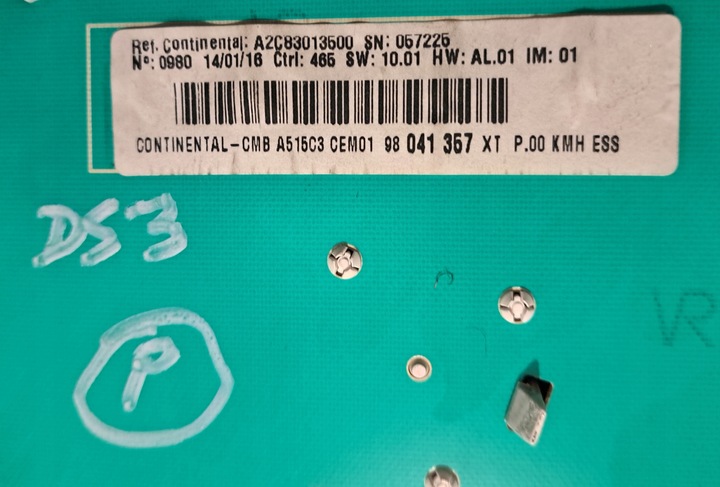 Ref. Continental: A2C83013500 SN: 057225
Nº: 0980 14/01/16 Ctrl: 465 SW: 10.01 HW: AL.01 IM: 01
CONTINENTAL-CMB A515C3 CEM01 98 041 357 XT P.00 KMH ESS
DS3
P
VR